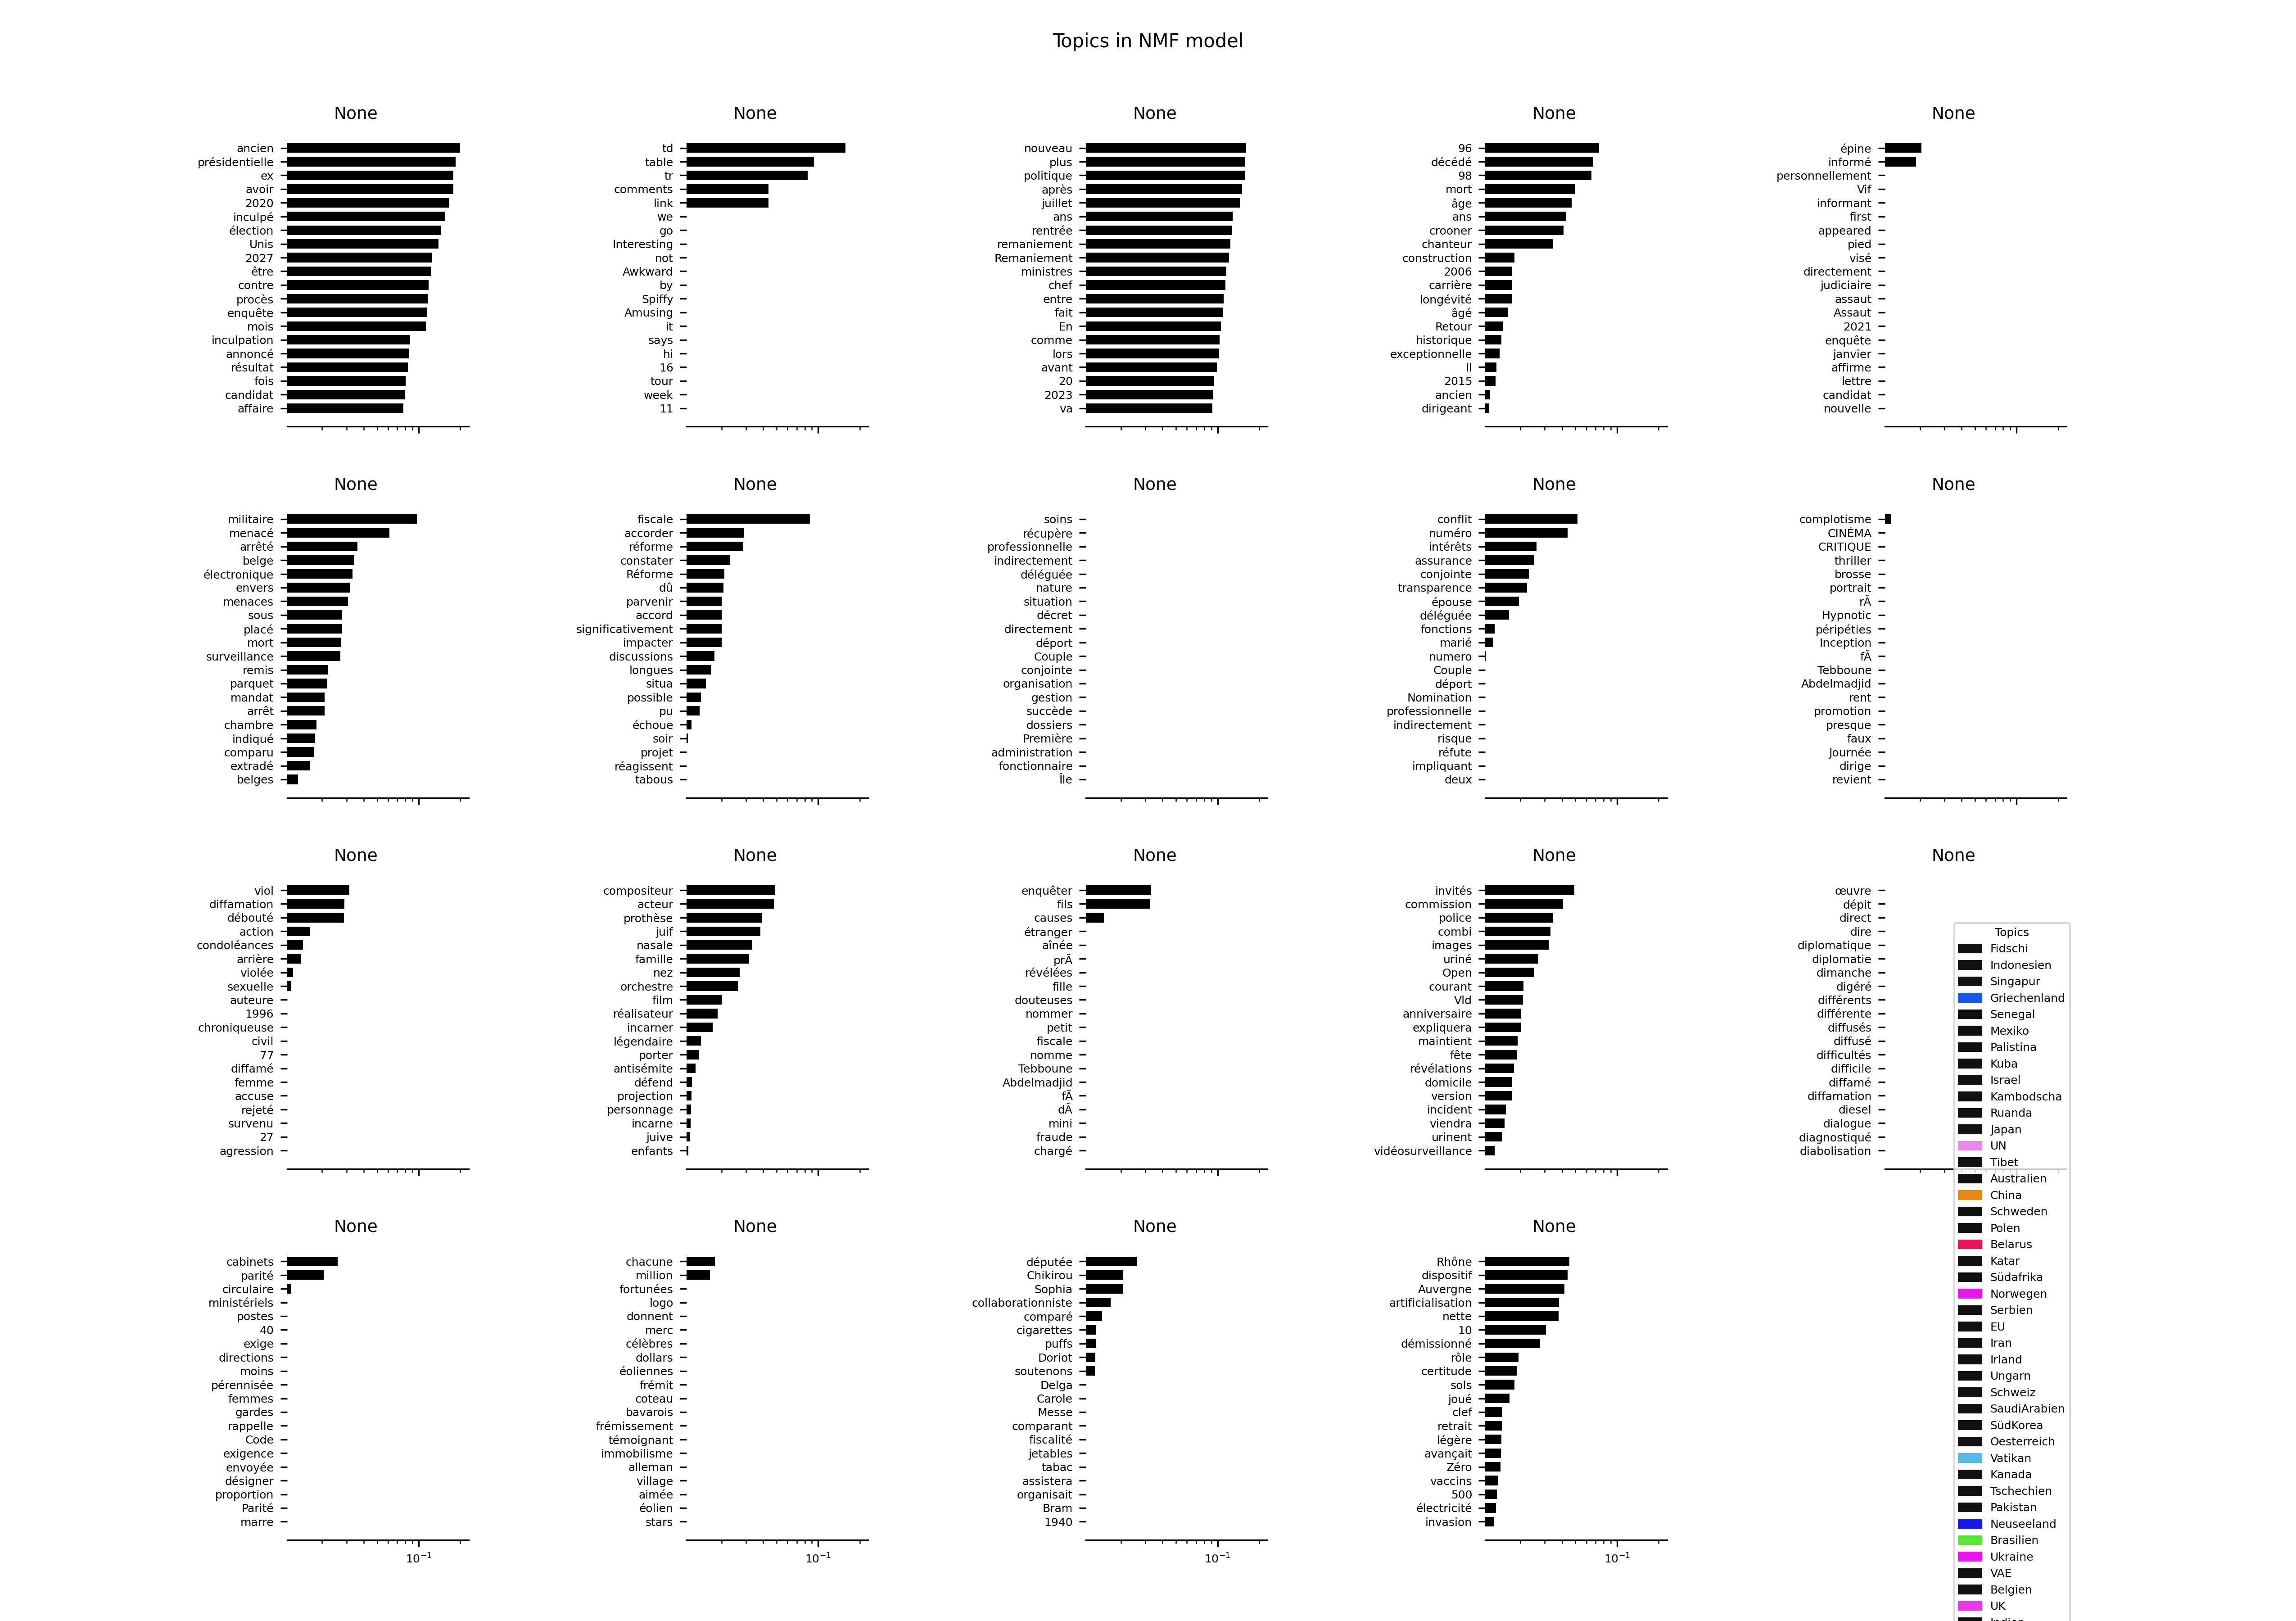 Topics in NMF model
None
ancien
présidentielle
ex
avoir
2020
inculpé
élection
Unis
2027
être
contre
procès
enquête
mois
inculpation
annoncé
résultat
fois
candidat
affaire
None
td
table
tr
comments
link
we
go
Interesting
not
Awkward
by
Spiffy
Amusing
it
says
hi
16
tour
week
11
None
nouveau
plus
politique
après
juillet
ans
rentrée
remaniement
Remaniement
ministres
chef
entre
fait
En
comme
lors
avant
20
2023
va
None
96
décédé
98
mort
âge
ans
crooner
chanteur
construction
2006
carrière
longévité
âgé
Retour
historique
exceptionnelle
Il
2015
ancien
dirigeant
None
épine
informé
personnellement
Vif
informant
first
appeared
pied
visé
directement
judiciaire
assaut
Assaut
2021
enquête
janvier
affirme
lettre
candidat
nouvelle
None
militaire
menacé
arrêté
belge
électronique
envers
menaces
sous
placé
mort
surveillance
remis
parquet
mandat
arrêt
chambre
indiqué
comparu
extradé
belges
None
fiscale
accorder
réforme
constater
Réforme
dû
parvenir
accord
significativement
impacter
discussions
longues
situa
possible
pu
échoue
soir
projet
réagissent
tabous
None
soins
récupère
professionnelle
indirectement
déléguée
nature
situation
décret
directement
déport
Couple
conjointe
organisation
gestion
succède
dossiers
Première
administration
fonctionnaire
Île
None
conflit
numéro
intérêts
assurance
conjointe
transparence
épouse
déléguée
fonctions
marié
numero
Couple
déport
Nomination
professionnelle
indirectement
risque
réfute
impliquant
deux
None
complotisme
CINÉMA
CRITIQUE
thriller
brosse
portrait
rÃ
Hypnotic
péripéties
Inception
fÃ
Tebboune
Abdelmadjid
rent
promotion
presque
faux
Journée
dirige
revient
None
viol
diffamation
débouté
action
condoléances
arrière
violée
sexuelle
auteure
1996
chroniqueuse
civil
77
diffamé
femme
accuse
rejeté
survenu
27
agression
None
compositeur
acteur
prothèse
juif
nasale
famille
nez
orchestre
film
réalisateur
incarner
légendaire
porter
antisémite
défend
projection
personnage
incarne
juive
enfants
None
enquêter
fils
causes
étranger
aînée
prÃ
révélées
fille
douteuses
nommer
petit
fiscale
nomme
Tebboune
Abdelmadjid
fÃ
dÃ
mini
fraude
chargé
None
invités
commission
police
combi
images
uriné
Open
courant
Vld
anniversaire
expliquera
maintient
fête
révélations
domicile
version
incident
viendra
urinent
vidéosurveillance
None
œuvre
dépit
direct
dire
diplomatique
diplomatie
dimanche
digéré
différents
différente
diffusés
diffusé
difficultés
difficile
diffamé
diffamation
diesel
dialogue
diagnostiqué
diabolisation
None
cabinets
parité
circulaire
ministériels
postes
40
exige
directions
moins
pérennisée
femmes
gardes
rappelle
Code
exigence
envoyée
désigner
proportion
Parité
marre
10⁻¹
None
chacune
million
fortunées
logo
donnent
merc
célèbres
dollars
éoliennes
frémit
coteau
bavarois
frémissement
témoignant
immobilisme
alleman
village
aimée
éolien
stars
10⁻¹
None
députée
Chikirou
Sophia
collaborationniste
comparé
cigarettes
puffs
Doriot
soutenons
Delga
Carole
Messe
comparant
fiscalité
jetables
tabac
assistera
organisait
Bram
1940
10⁻¹
None
Rhône
dispositif
Auvergne
artificialisation
nette
10
démissionné
rôle
certitude
sols
joué
clef
retrait
légère
avançait
Zéro
vaccins
500
électricité
invasion
10⁻¹
Topics
Fidschi
Indonesien
Singapur
Griechenland
Senegal
Mexiko
Palistina
Kuba
Israel
Kambodscha
Ruanda
Japan
UN
Tibet
Australien
China
Schweden
Polen
Belarus
Katar
Südafrika
Norwegen
Serbien
EU
Iran
Irland
Ungarn
Schweiz
SaudiArabien
SüdKorea
Oesterreich
Vatikan
Kanada
Tschechien
Pakistan
Neuseeland
Brasilien
Ukraine
VAE
Belgien
UK